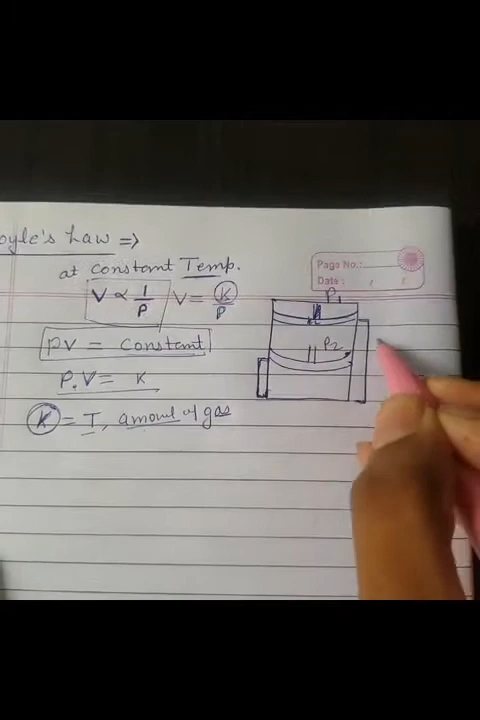 oyle's Law =>
at constant Temp.
Page No.:
Date : / /
V ∝ 1/P V = K/P
P1
PV = constant
P2
P.V = K
K = T, amount of gas